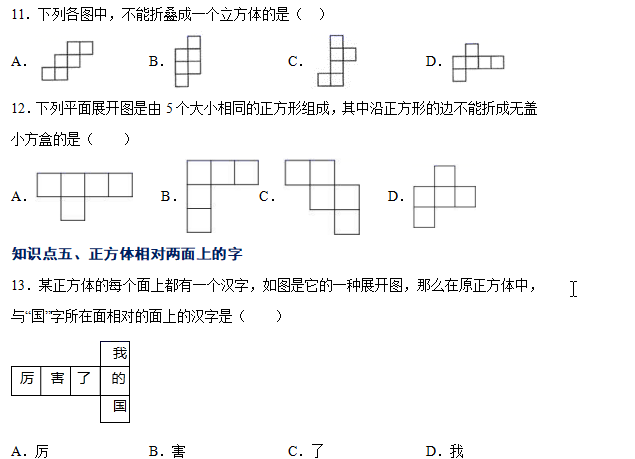 11．下列各图中，不能折叠成一个立方体的是（　）
A． B． C． D．
12．下列平面展开图是由 5 个大小相同的正方形组成，其中沿正方形的边不能折成无盖
小方盒的是（　　）
A． B． C． D．
知识点五、正方体相对两面上的字
13．某正方体的每个面上都有一个汉字，如图是它的一种展开图，那么在原正方体中，
与“国”字所在面相对的面上的汉字是（　　）
我
厉 害 了 的
国
A．厉 B．害 C．了 D．我